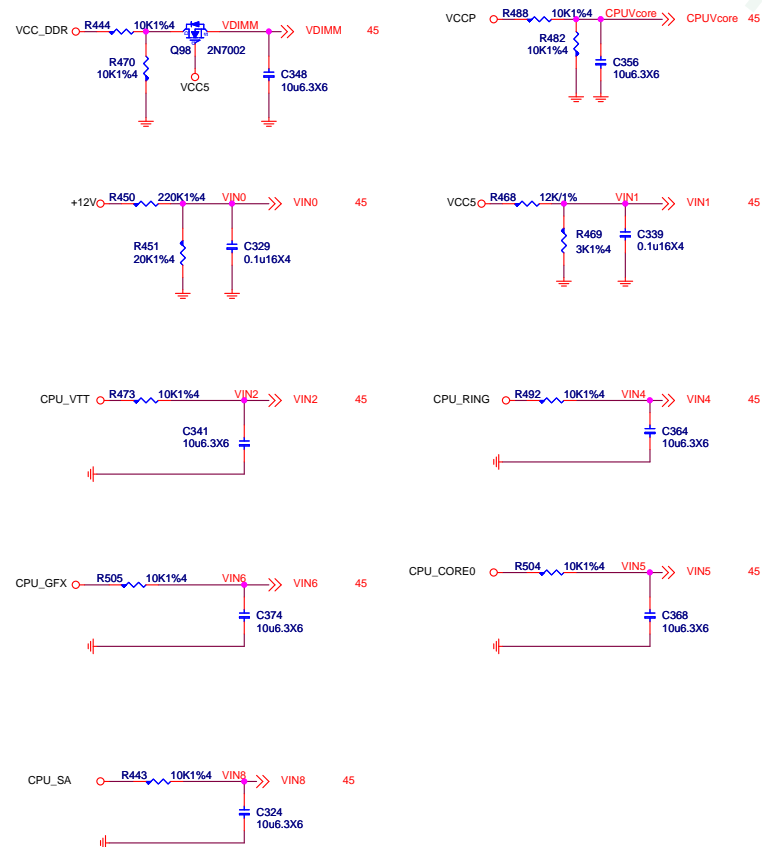 VCC_DDR R444 10K1%4 VDIMM VDIMM 45
Q98 2N7002
R470
10K1%4
VCC5
C348
10u6.3X6
VCCP R488 10K1%4 CPUVcore CPUVcore 45
R482
10K1%4
C356
10u6.3X6
+12V R450 220K1%4 VIN0 VIN0 45
R451
20K1%4
C329
0.1u16X4
VCC5 R468 12K/1% VIN1 VIN1 45
R469
3K1%4
C339
0.1u16X4
CPU_VTT R473 10K1%4 VIN2 VIN2 45
C341
10u6.3X6
CPU_RING R492 10K1%4 VIN4 VIN4 45
C364
10u6.3X6
CPU_GFX R505 10K1%4 VIN6 VIN6 45
C374
10u6.3X6
CPU_CORE0 R504 10K1%4 VIN5 VIN5 45
C368
10u6.3X6
CPU_SA R443 10K1%4 VIN8 VIN8 45
C324
10u6.3X6